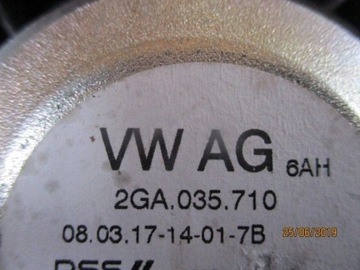 VW AG 6AH
2GA.035.710
08.03.17-14-01-7B
25/06/2019